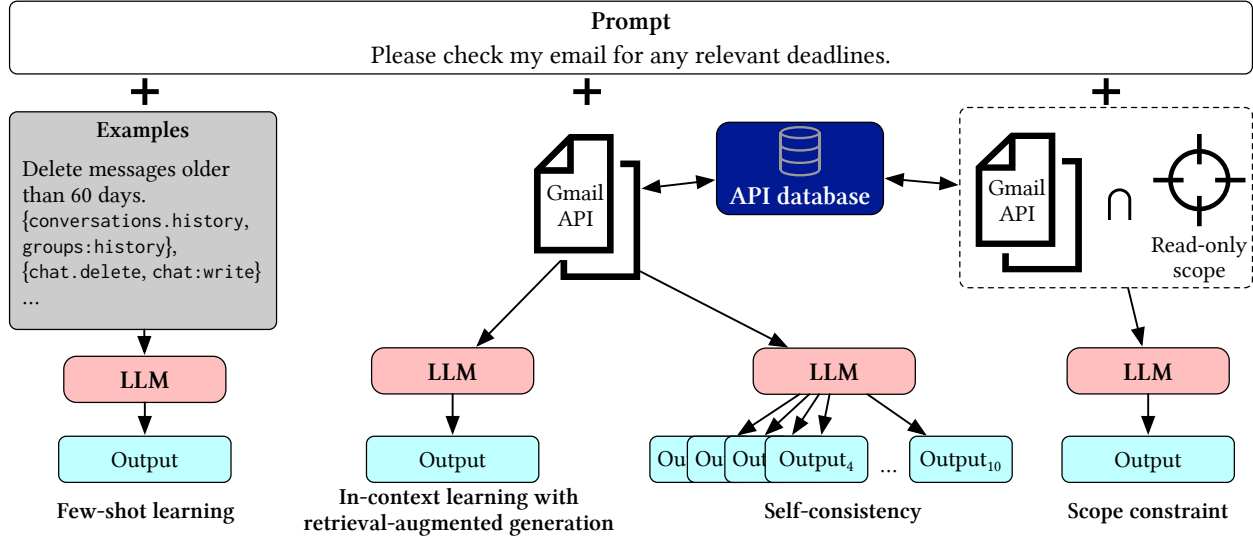 Prompt
Please check my email for any relevant deadlines.
Examples
Delete messages older
than 60 days.
{conversations.history,
groups:history},
{chat.delete, chat:write}
...
Gmail
API
API database
Gmail
API
∩
Read-only
scope
LLM
LLM
LLM
LLM
Output
Output
Out
Output₄
...
Output₁₀
Output
Few-shot learning
In-context learning with
retrieval-augmented generation
Self-consistency
Scope constraint